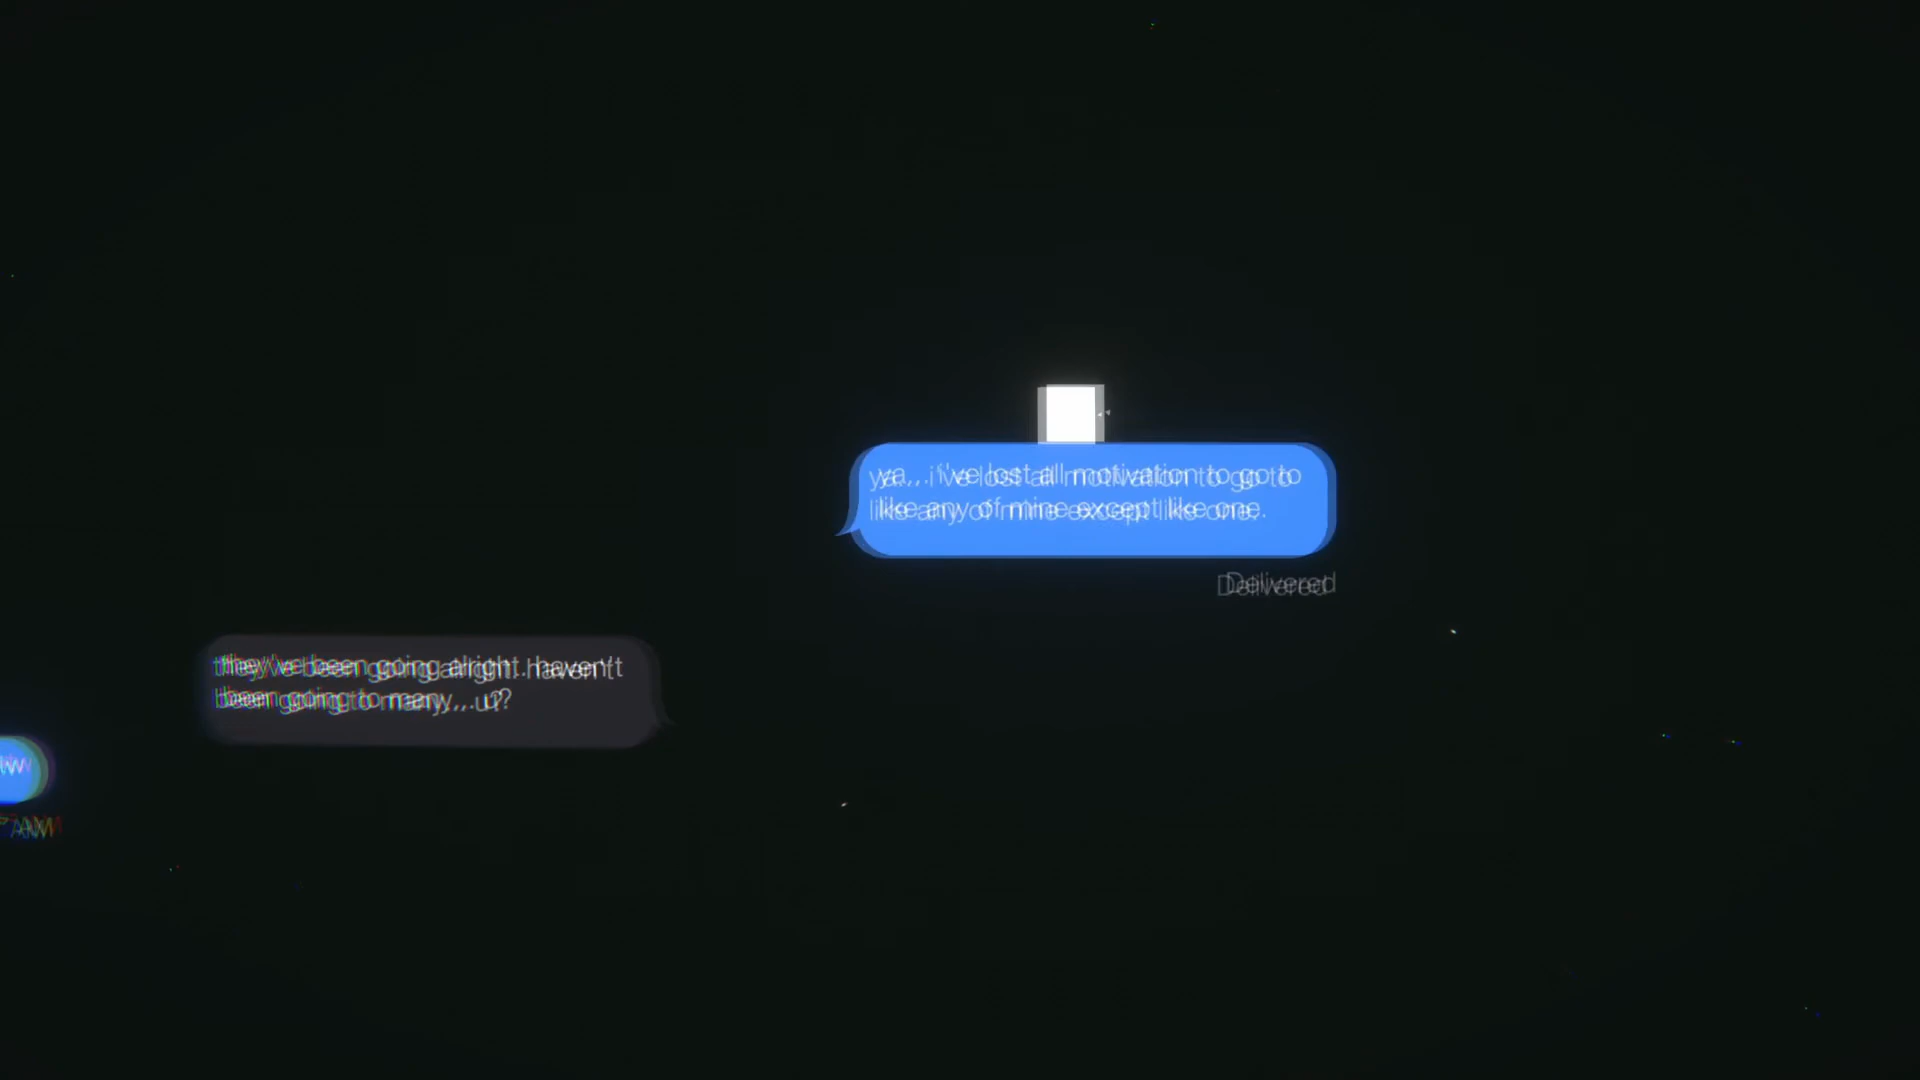 ya... i've lost all motivation to go to
like any of mine except like one.
Delivered
they've been going alright. haven't
been going to many... u?